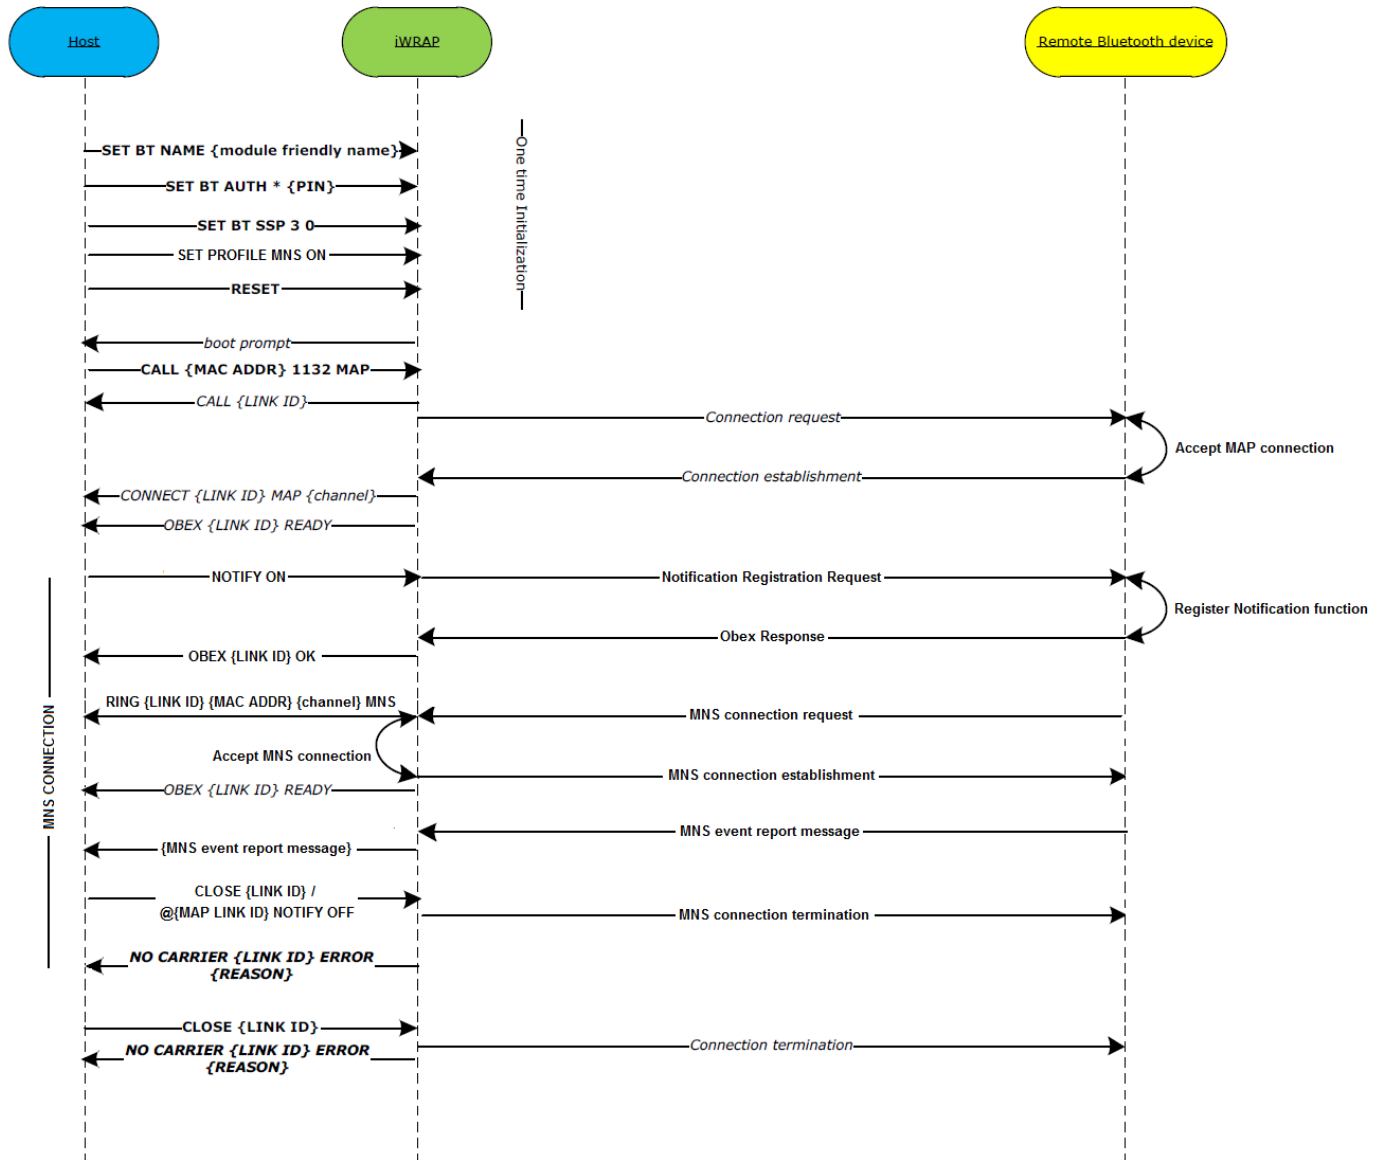 Host
iWRAP
Remote Bluetooth device
SET BT NAME {module friendly name}
One time Initialization
SET BT AUTH * {PIN}
SET BT SSP 3 0
SET PROFILE MNS ON
RESET
boot prompt
CALL {MAC ADDR} 1132 MAP
CALL {LINK ID}
Connection request
Accept MAP connection
Connection establishment
CONNECT {LINK ID} MAP {channel}
OBEX {LINK ID} READY
MNS CONNECTION
NOTIFY ON
Notification Registration Request
Register Notification function
Obex Response
OBEX {LINK ID} OK
RING {LINK ID} {MAC ADDR} {channel} MNS
MNS connection request
Accept MNS connection
MNS connection establishment
OBEX {LINK ID} READY
MNS event report message
{MNS event report message}
CLOSE {LINK ID} /
@{MAP LINK ID} NOTIFY OFF
MNS connection termination
NO CARRIER {LINK ID} ERROR
{REASON}
CLOSE {LINK ID}
Connection termination
NO CARRIER {LINK ID} ERROR
{REASON}